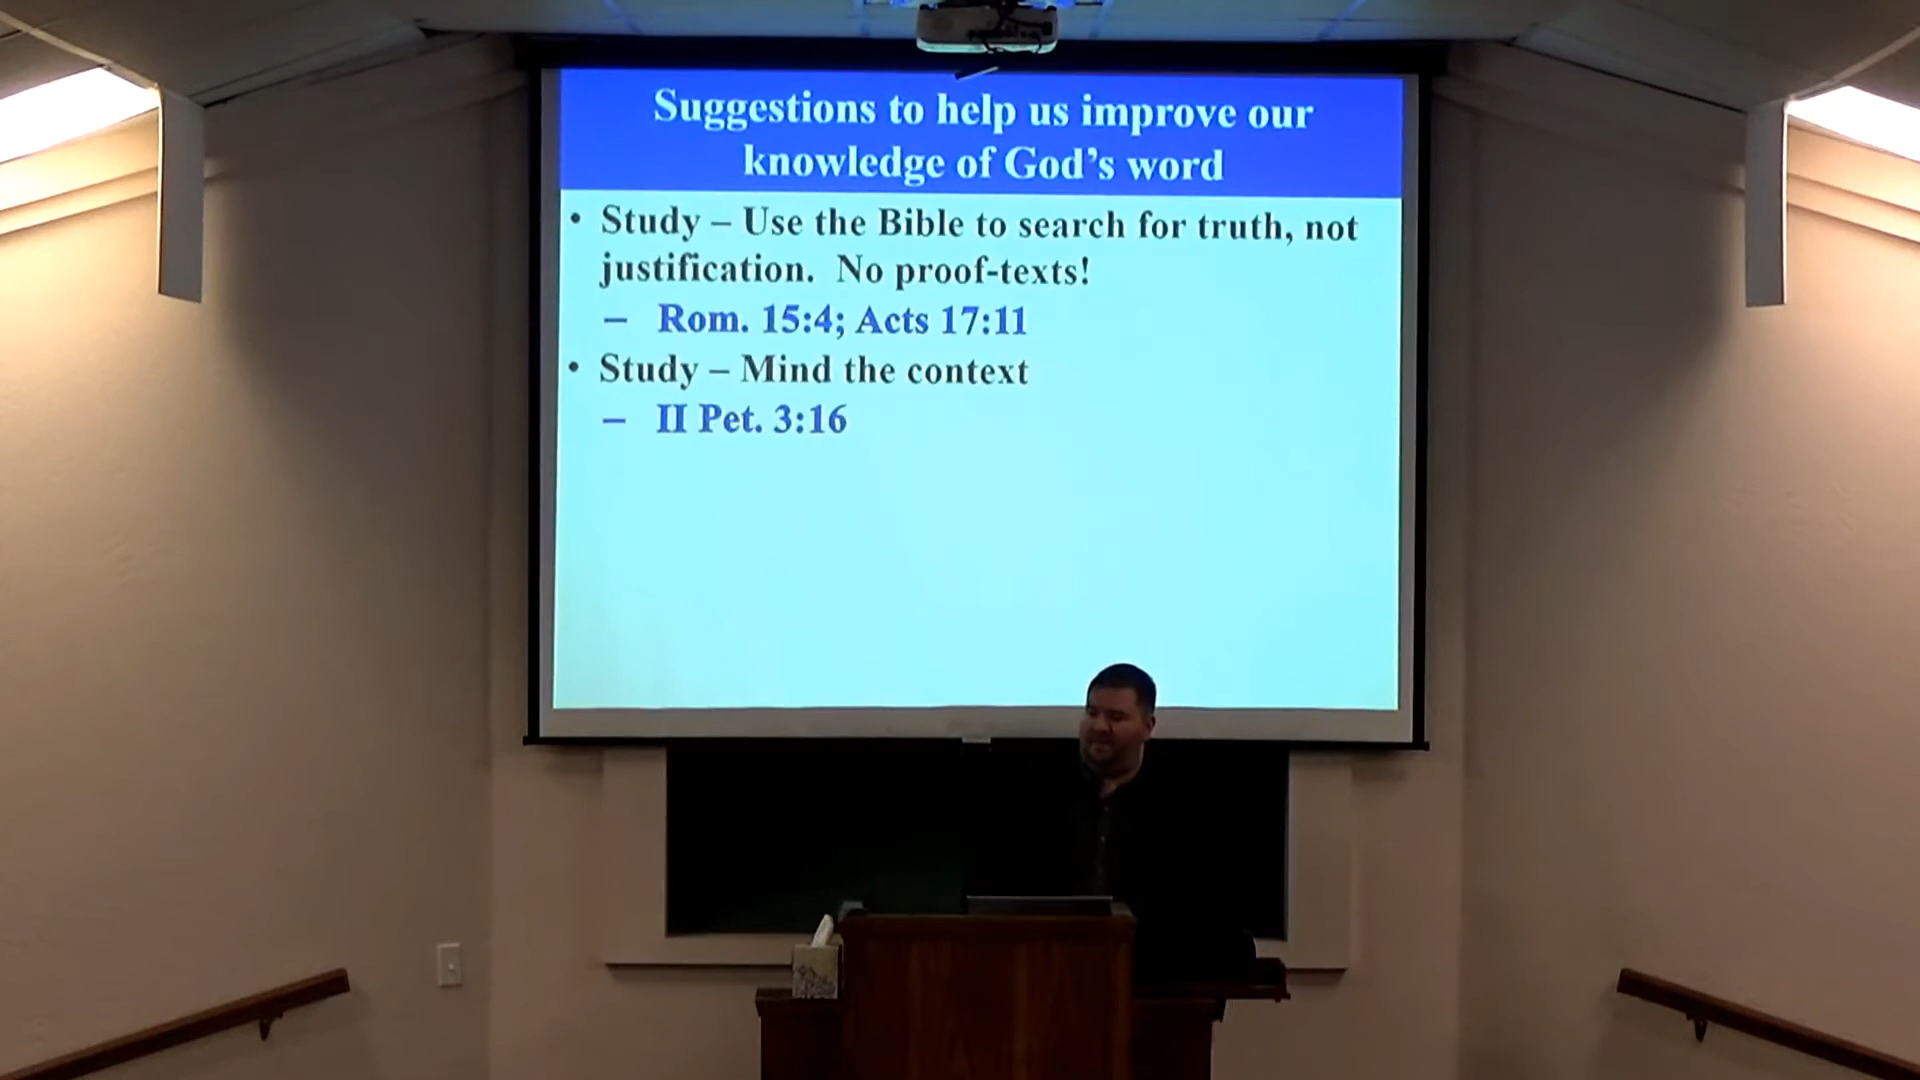 Suggestions to help us improve our
knowledge of God’s word
• Study – Use the Bible to search for truth, not
justification.  No proof-texts!
– Rom. 15:4; Acts 17:11
• Study – Mind the context
– II Pet. 3:16